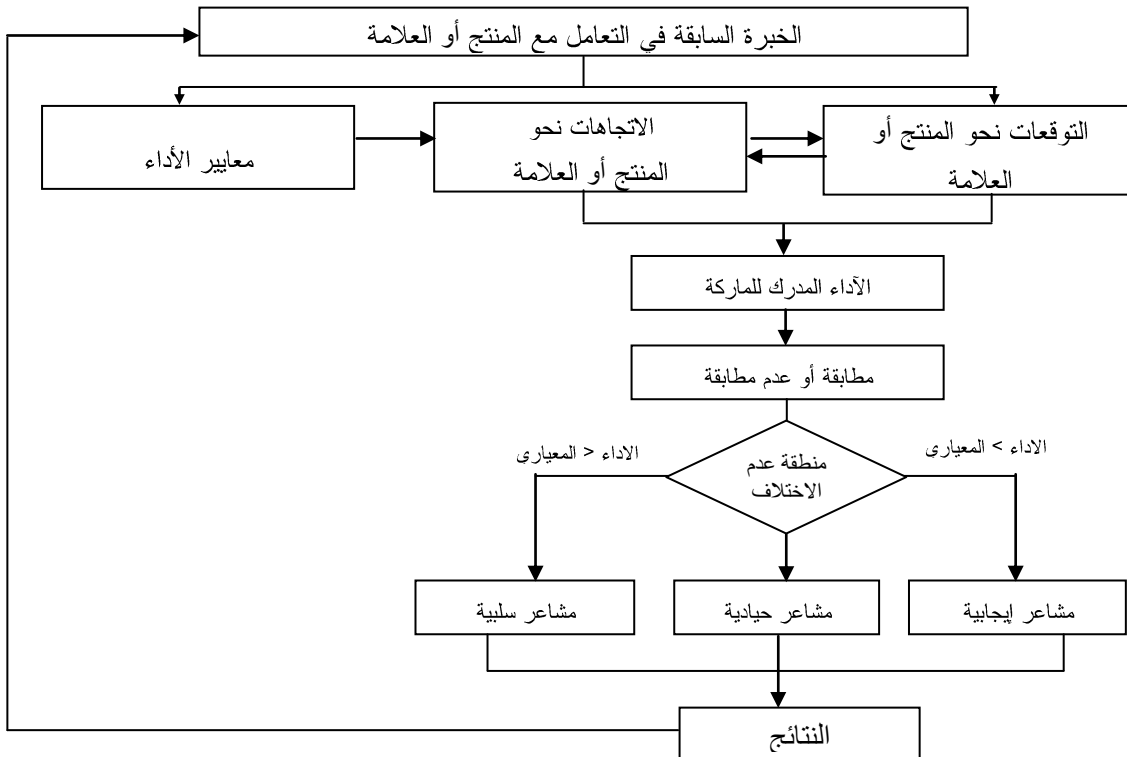 الخبرة السابقة في التعامل مع المنتج أو العلامة
التوقعات نحو المنتج أو
العلامة
الاتجاهات نحو
المنتج أو العلامة
معايير الأداء
الآداء المدرك للماركة
مطابقة أو عدم مطابقة
الاداء > المعياري
منطقة عدم
الاختلاف
الاداء < المعياري
مشاعر إيجابية
مشاعر حيادية
مشاعر سلبية
النتائج